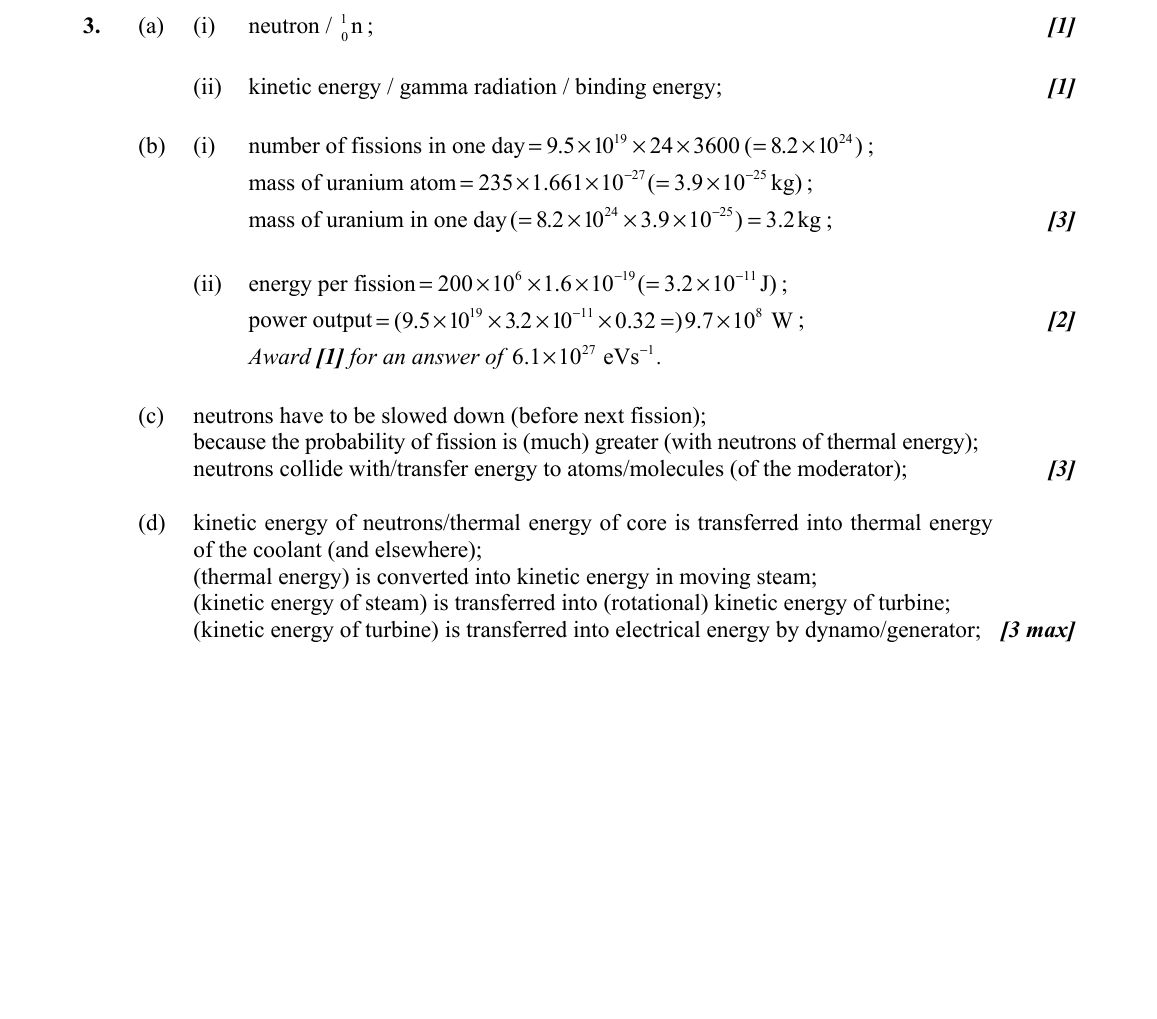 3. (a) (i) neutron / ¹₀n ; [1]
(ii) kinetic energy / gamma radiation / binding energy; [1]
(b) (i) number of fissions in one day = 9.5×10¹⁹ ×24×3600 (= 8.2×10²⁴) ;
mass of uranium atom = 235×1.661×10⁻²⁷ (= 3.9×10⁻²⁵ kg) ;
mass of uranium in one day (= 8.2×10²⁴ ×3.9×10⁻²⁵) = 3.2 kg ; [3]
(ii) energy per fission = 200×10⁶ ×1.6×10⁻¹⁹ (= 3.2×10⁻¹¹ J) ;
power output = (9.5×10¹⁹ ×3.2×10⁻¹¹ ×0.32 =) 9.7×10⁸ W ; [2]
Award [1] for an answer of 6.1×10²⁷ eVs⁻¹.
(c) neutrons have to be slowed down (before next fission);
because the probability of fission is (much) greater (with neutrons of thermal energy);
neutrons collide with/transfer energy to atoms/molecules (of the moderator); [3]
(d) kinetic energy of neutrons/thermal energy of core is transferred into thermal energy
of the coolant (and elsewhere);
(thermal energy) is converted into kinetic energy in moving steam;
(kinetic energy of steam) is transferred into (rotational) kinetic energy of turbine;
(kinetic energy of turbine) is transferred into electrical energy by dynamo/generator; [3 max]